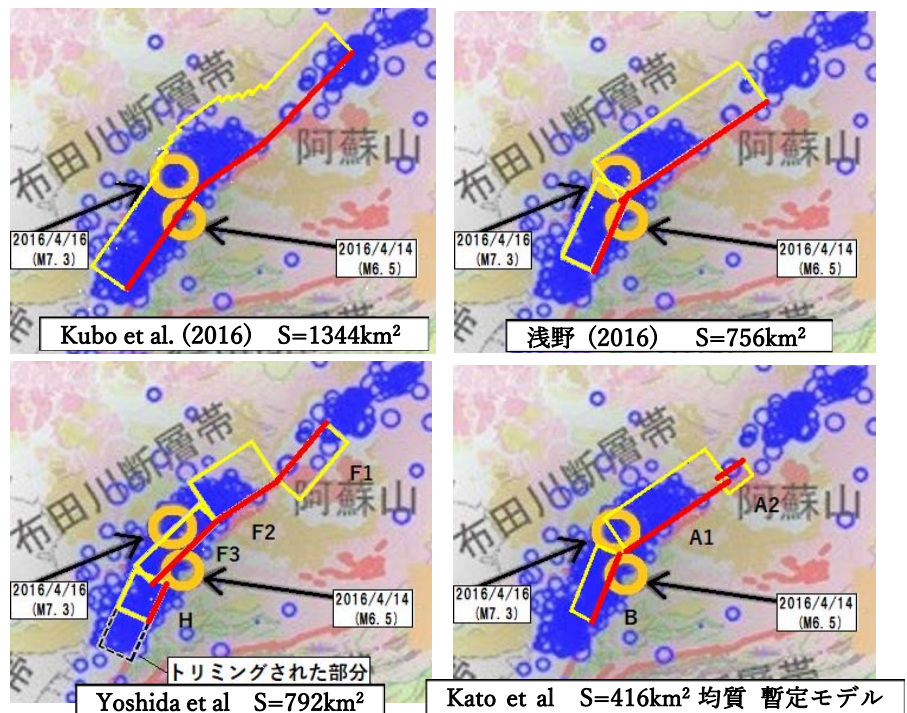 布田川断層帯
阿蘇山
2016/4/16
(M7.3)
2016/4/14
(M6.5)
Kubo et al. (2016) S=1344km²
布田川断層帯
阿蘇山
2016/4/16
(M7.3)
2016/4/14
(M6.5)
浅野 (2016) S=756km²
布田川断層帯
阿蘇山
F1
F2
F3
H
2016/4/16
(M7.3)
2016/4/14
(M6.5)
トリミングされた部分
Yoshida et al S=792km²
布田川断層帯
阿蘇山
A2
A1
B
2016/4/16
(M7.3)
2016/4/14
(M6.5)
Kato et al S=416km² 均質 暫定モデル